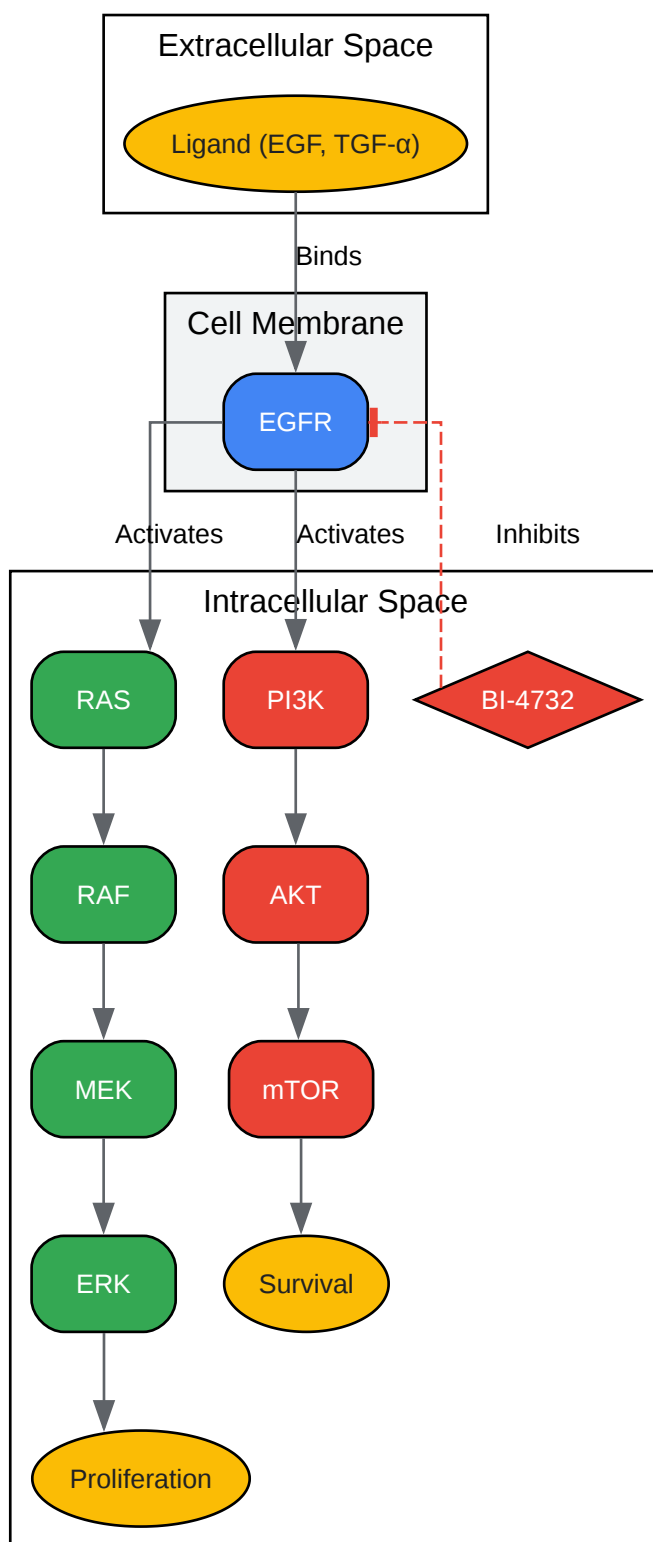 Extracellular Space
Ligand (EGF, TGF-α)
Binds
Cell Membrane
EGFR
Activates
Activates
Inhibits
Intracellular Space
RAS
PI3K
BI-4732
RAF
AKT
MEK
mTOR
ERK
Survival
Proliferation